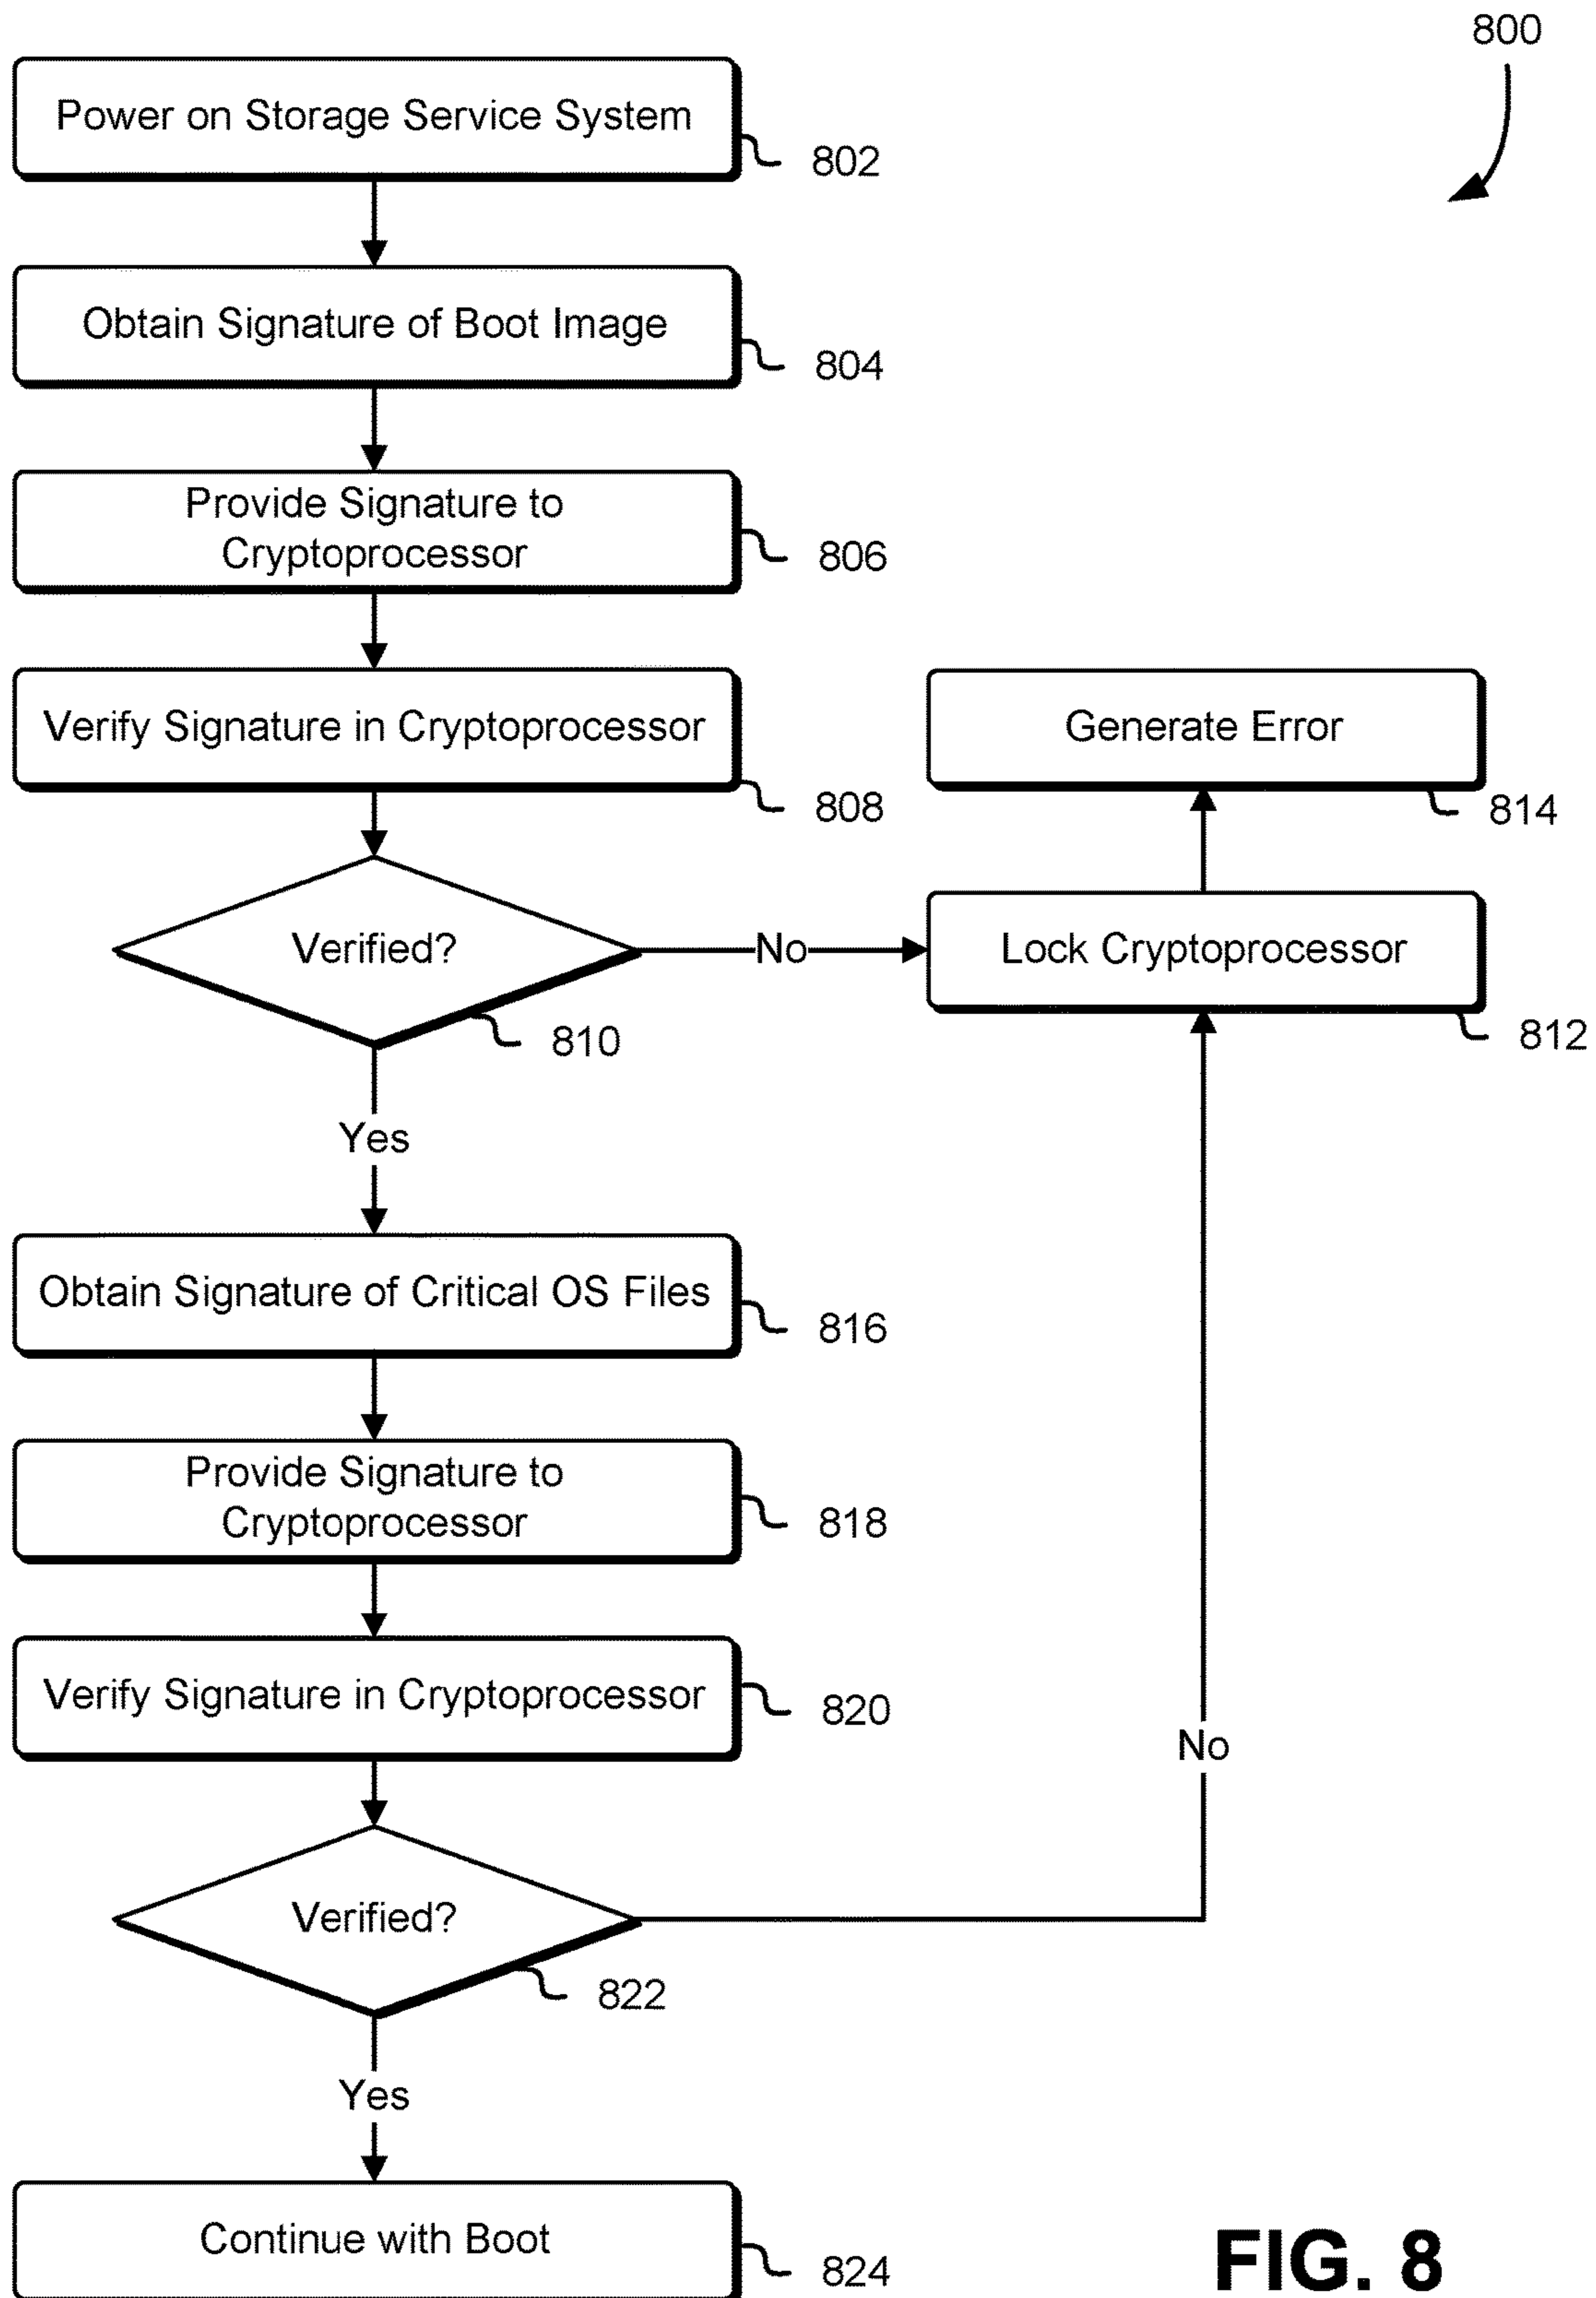 800
Power on Storage Service System
802
Obtain Signature of Boot Image
804
Provide Signature to
Cryptoprocessor
806
Verify Signature in Cryptoprocessor
808
Generate Error
814
Verified?
No
Lock Cryptoprocessor
810
812
Yes
Obtain Signature of Critical OS Files
816
Provide Signature to
Cryptoprocessor
818
Verify Signature in Cryptoprocessor
820
No
Verified?
822
Yes
Continue with Boot
824
FIG. 8